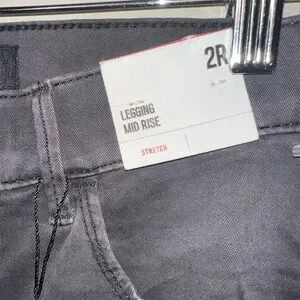 2R
LEGGING
MID RISE
STRETCH